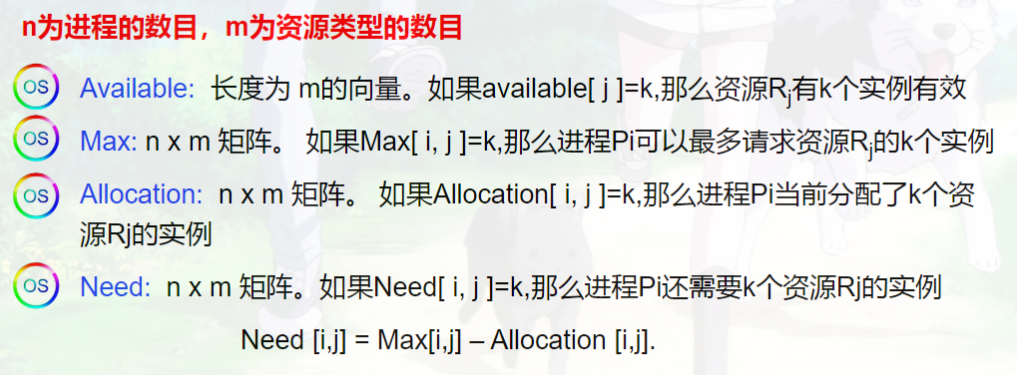 n为进程的数目，m为资源类型的数目
OS Available: 长度为 m的向量。如果available[ j ]=k,那么资源Rj有k个实例有效
OS Max: n x m 矩阵。 如果Max[ i, j ]=k,那么进程Pi可以最多请求资源Rj的k个实例
OS Allocation: n x m 矩阵。 如果Allocation[ i, j ]=k,那么进程Pi当前分配了k个资
源Rj的实例
OS Need: n x m 矩阵。如果Need[ i, j ]=k,那么进程Pi还需要k个资源Rj的实例
Need [i,j] = Max[i,j] – Allocation [i,j].